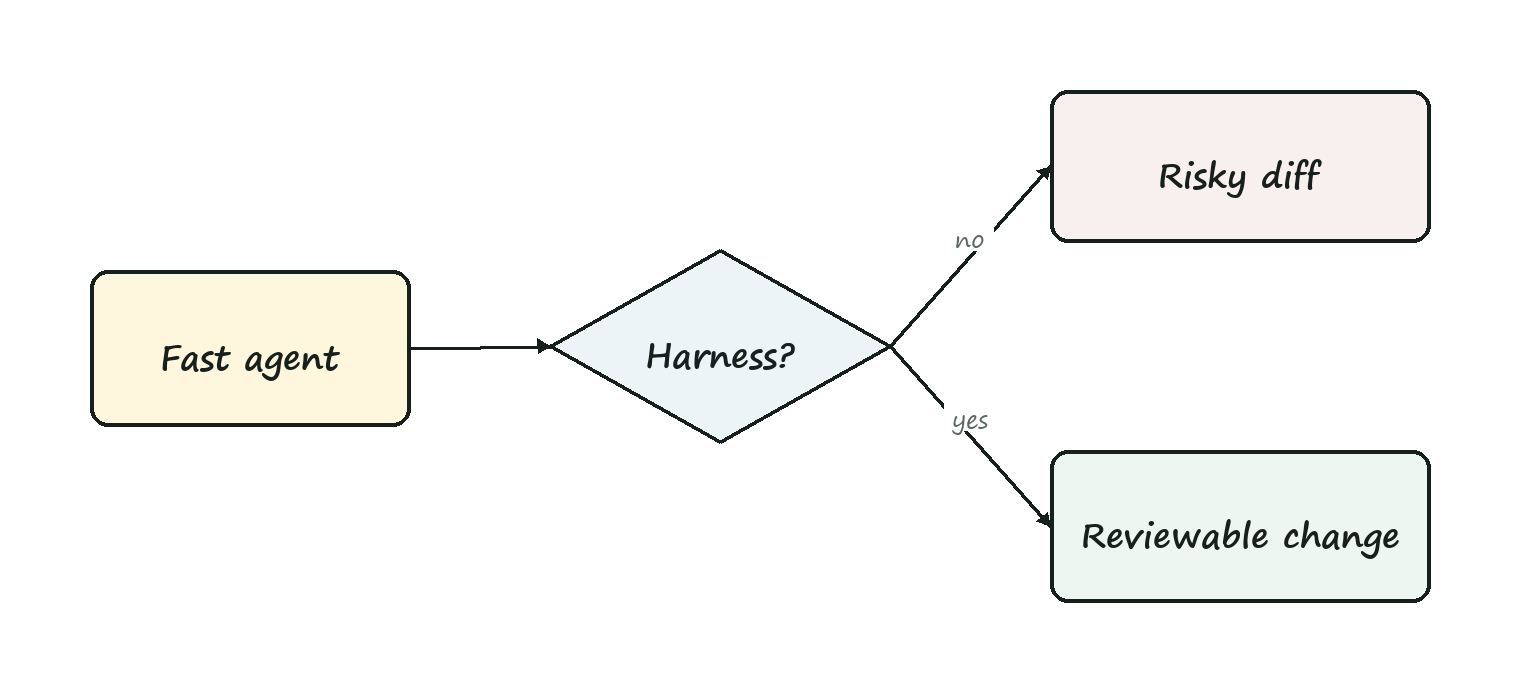 Fast agent
Harness?
no
Risky diff
yes
Reviewable change